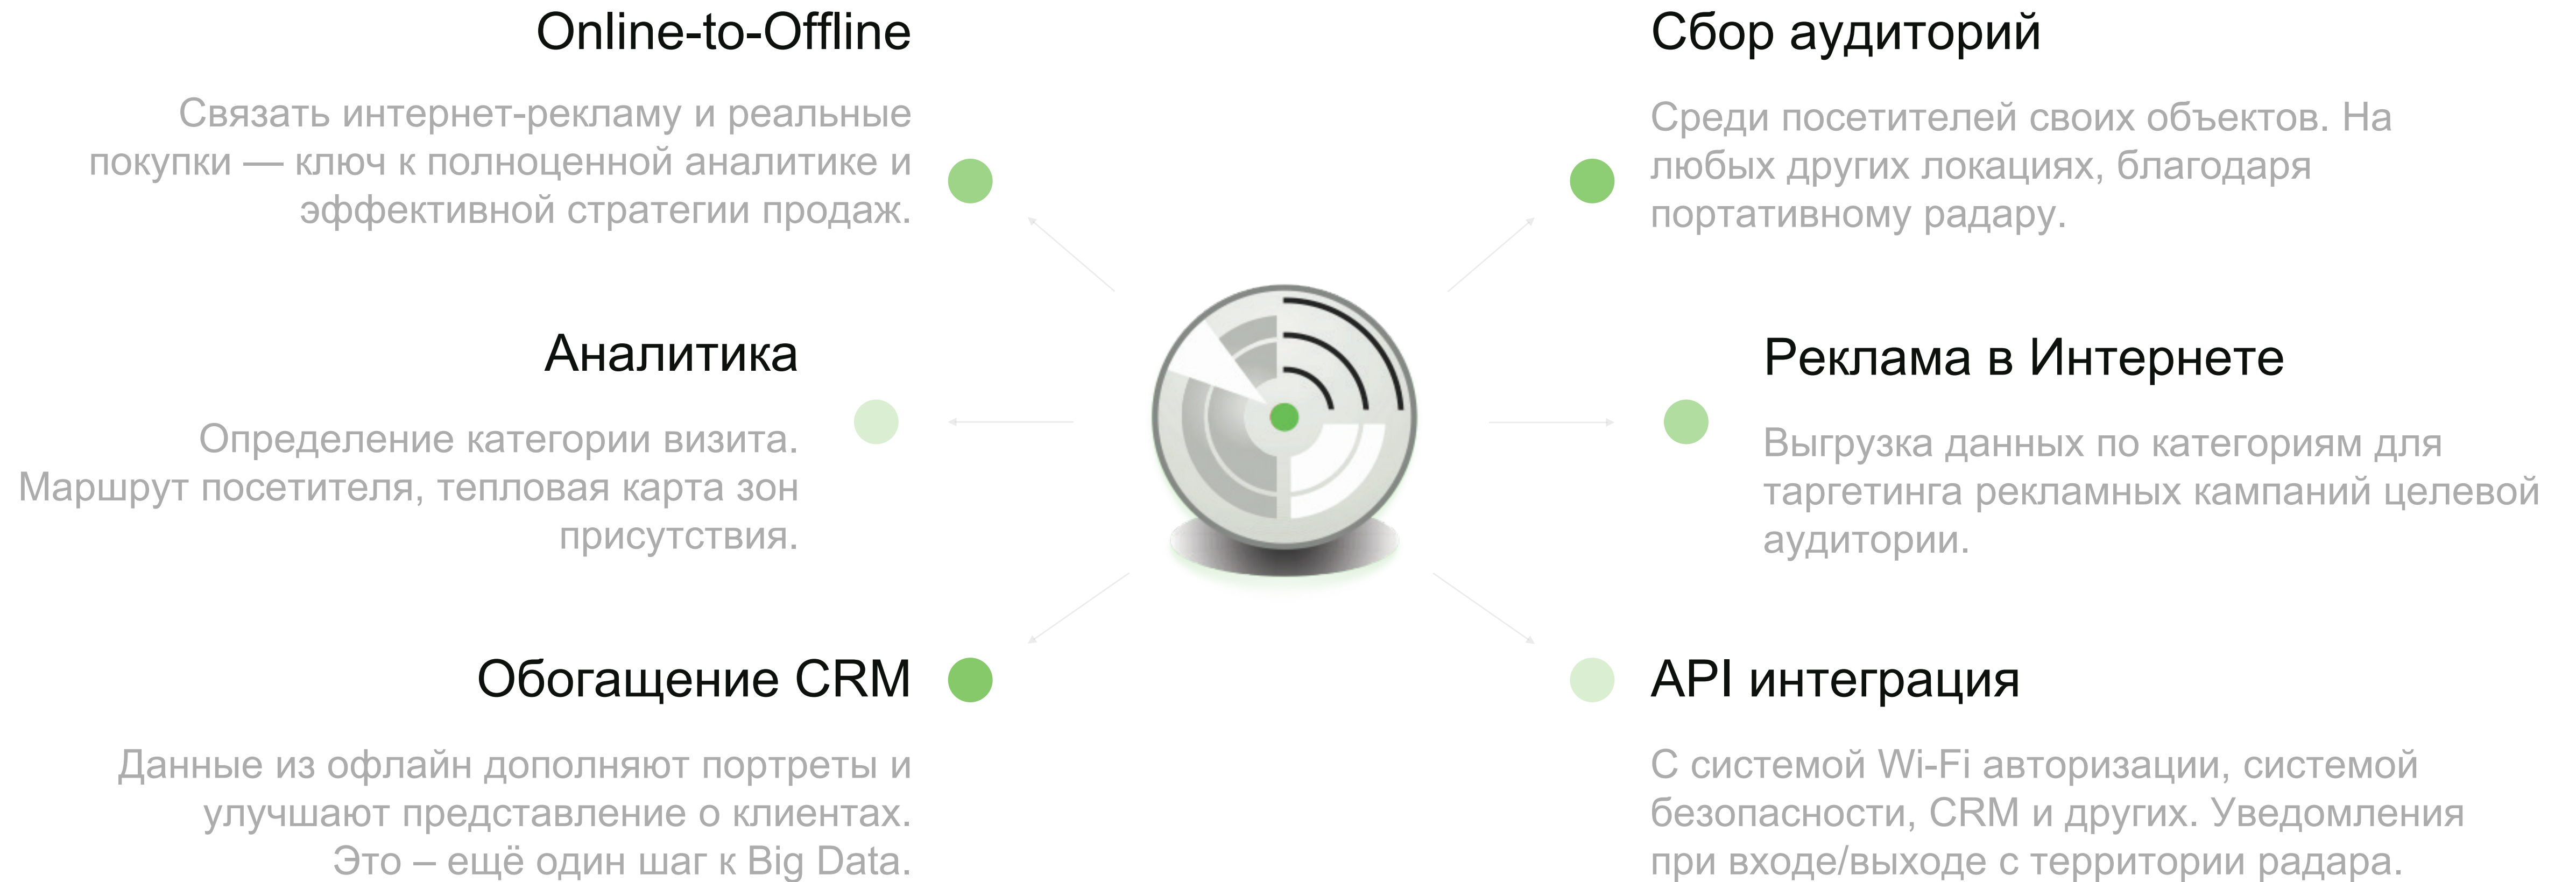 Online-to-Offline
Связать интернет-рекламу и реальные
покупки — ключ к полноценной аналитике и
эффективной стратегии продаж.
Аналитика
Определение категории визита.
Маршрут посетителя, тепловая карта зон
присутствия.
Обогащение CRM
Данные из офлайн дополняют портреты и
улучшают представление о клиентах.
Это – ещё один шаг к Big Data.
Сбор аудиторий
Среди посетителей своих объектов. На
любых других локациях, благодаря
портативному радару.
Реклама в Интернете
Выгрузка данных по категориям для
таргетинга рекламных кампаний целевой
аудитории.
API интеграция
С системой Wi-Fi авторизации, системой
безопасности, CRM и других. Уведомления
при входе/выходе с территории радара.